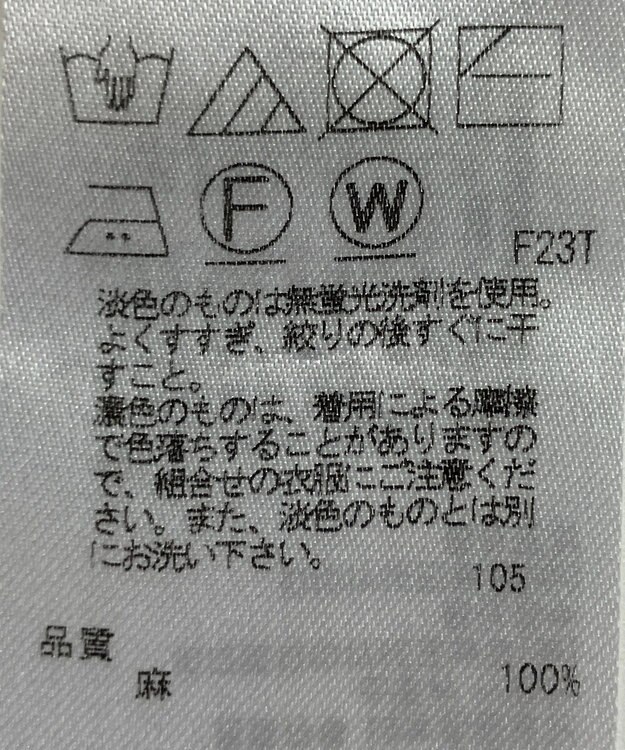 F W
F23T
淡色のものは無蛍光洗剤を使用。
よくすすぎ、絞りの後すぐに干
すこと。
濃色のものは、着用による摩擦
で色落ちすることがありますの
で、組合せの衣服にご注意くだ
さい。また、淡色のものとは別
にお洗い下さい。
105
品質
麻 100%